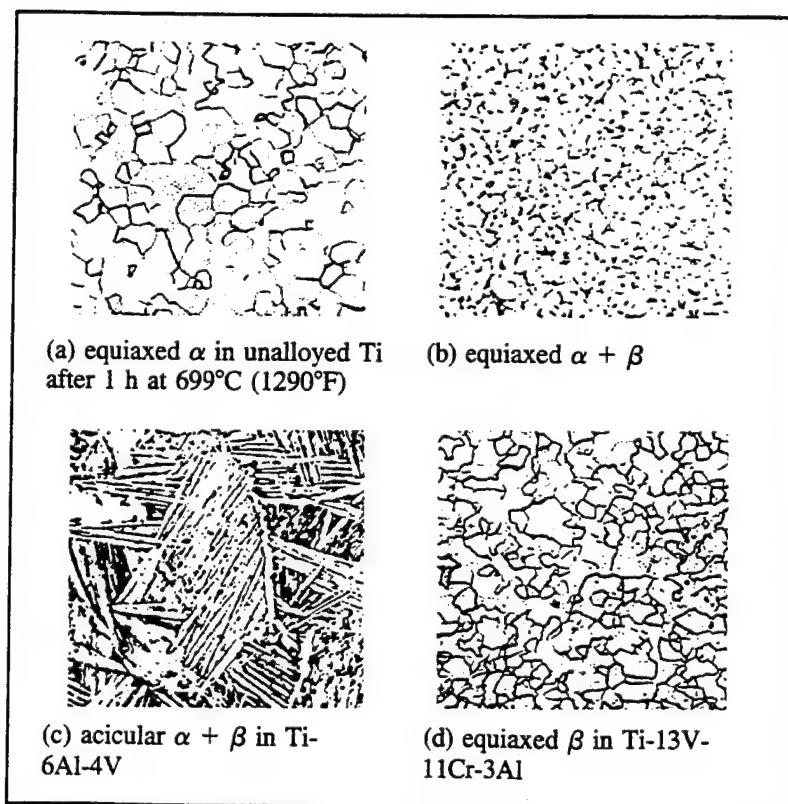 (a) equiaxed α in unalloyed Ti
after 1 h at 699°C (1290°F)
(b) equiaxed α + β
(c) acicular α + β in Ti-
6Al-4V
(d) equiaxed β in Ti-13V-
11Cr-3Al